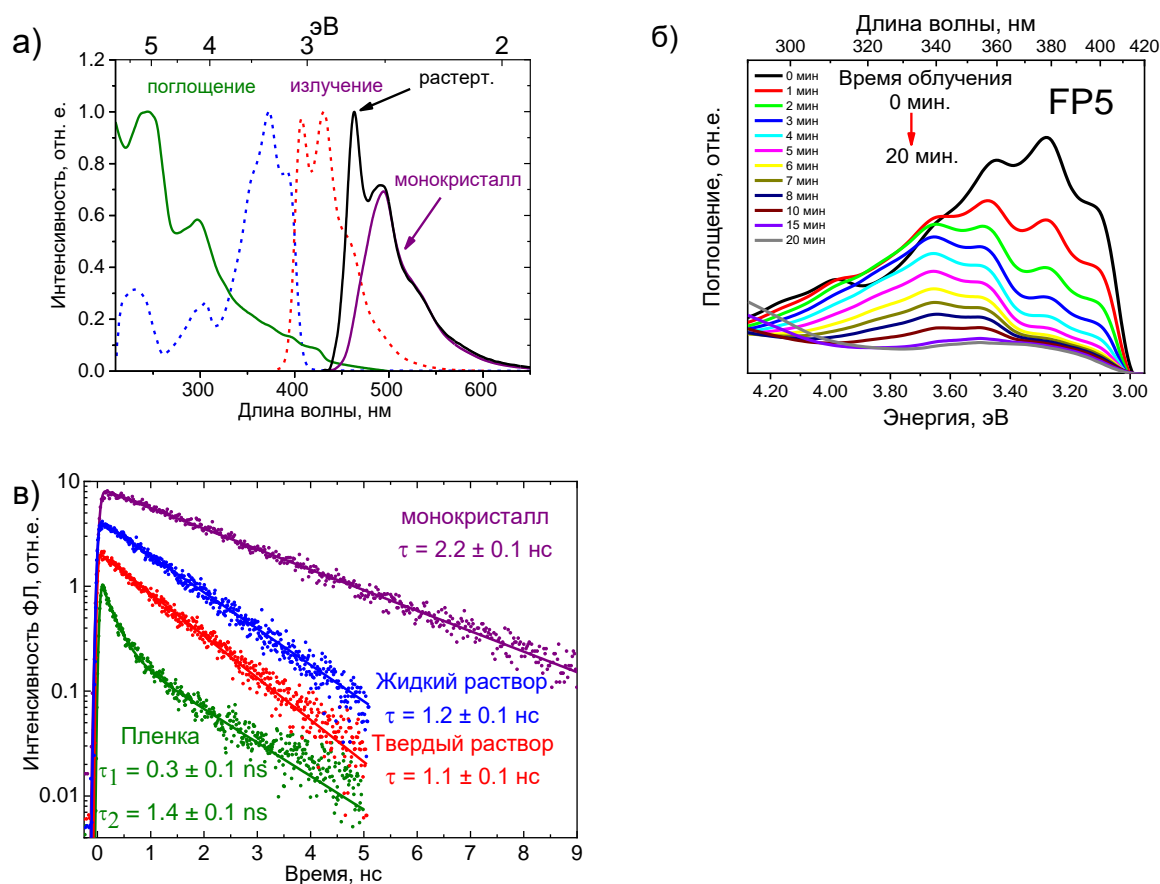 а)
эВ
5 4 3 2
1.2
1.0
0.8
0.6
0.4
0.2
0.0
Интенсивность, отн. е.
поглощение
излучение
растерт.
монокристалл
300 400 500 600
Длина волны, нм
б)
Длина волны, нм
300 320 340 360 380 400 420
Время облучения
0 мин.
20 мин.
FP5
0 мин
1 мин
2 мин
3 мин
4 мин
5 мин
6 мин
7 мин
8 мин
10 мин
15 мин
20 мин
Поглощение, отн.е.
4.20 4.00 3.80 3.60 3.40 3.20 3.00
Энергия, эВ
в)
10
1
0.1
0.01
Интенсивность ФЛ, отн.е.
монокристалл
τ = 2.2 ± 0.1 нс
Жидкий раствор
τ = 1.2 ± 0.1 нс
Твердый раствор
τ = 1.1 ± 0.1 нс
Пленка
τ1 = 0.3 ± 0.1 ns
τ2 = 1.4 ± 0.1 ns
0 1 2 3 4 5 6 7 8 9
Время, нс